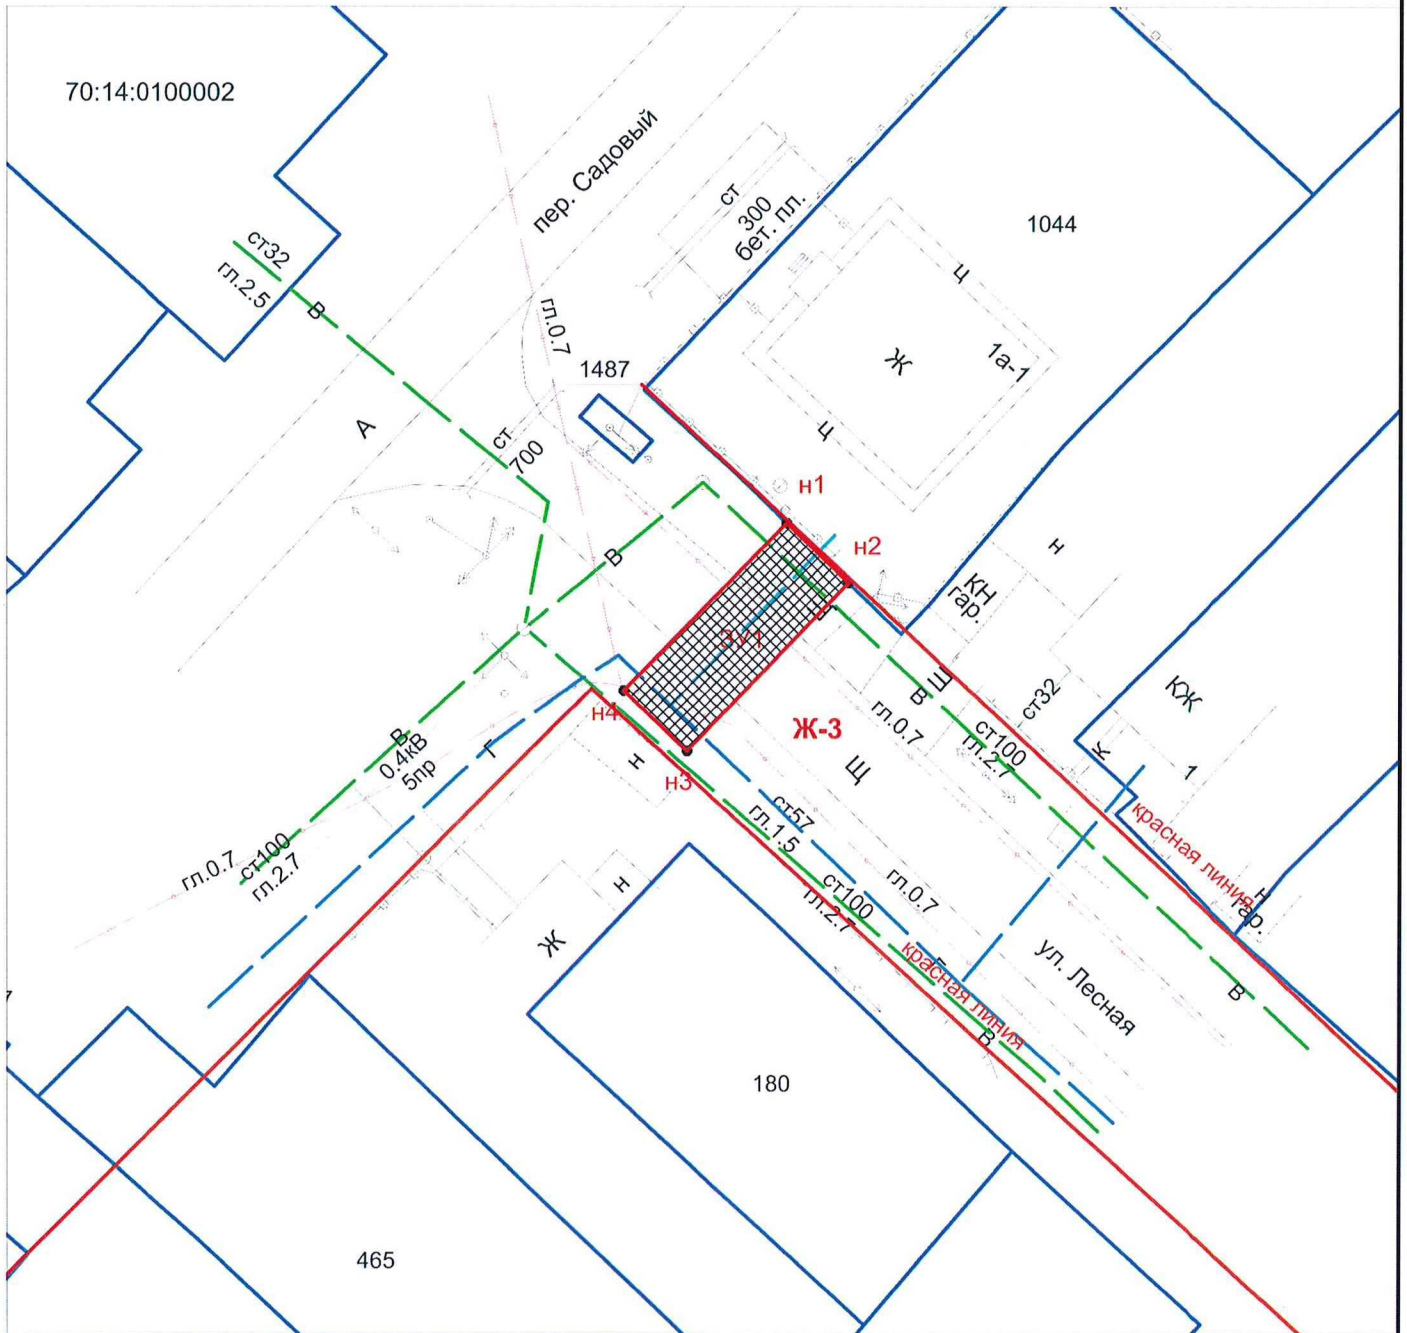 70:14:0100002
пер. Садовый
ст
300
бет. пл.
1044
ст32
гл.2.5
В
гл.0.7
1487
ц
Ж
1а-1
ц
А
ст
700
н1
н2
н
В
КН
гар.
ЗУ1
Г
Щ
В
КЖ
ст32
н4
гл.0.7
Ж-3
ст100
гл.2.7
В
0.4кВ
5пр
Г
н
н3
Щ
К
1
ст57
гл.1.5
красная линия
гл.0.7
ст100
гл.2.7
н
ст100
гл.2.7
гл.0.7
н
гар.
Ж
красная линия
Г
ул. Лесная
В
В
180
465